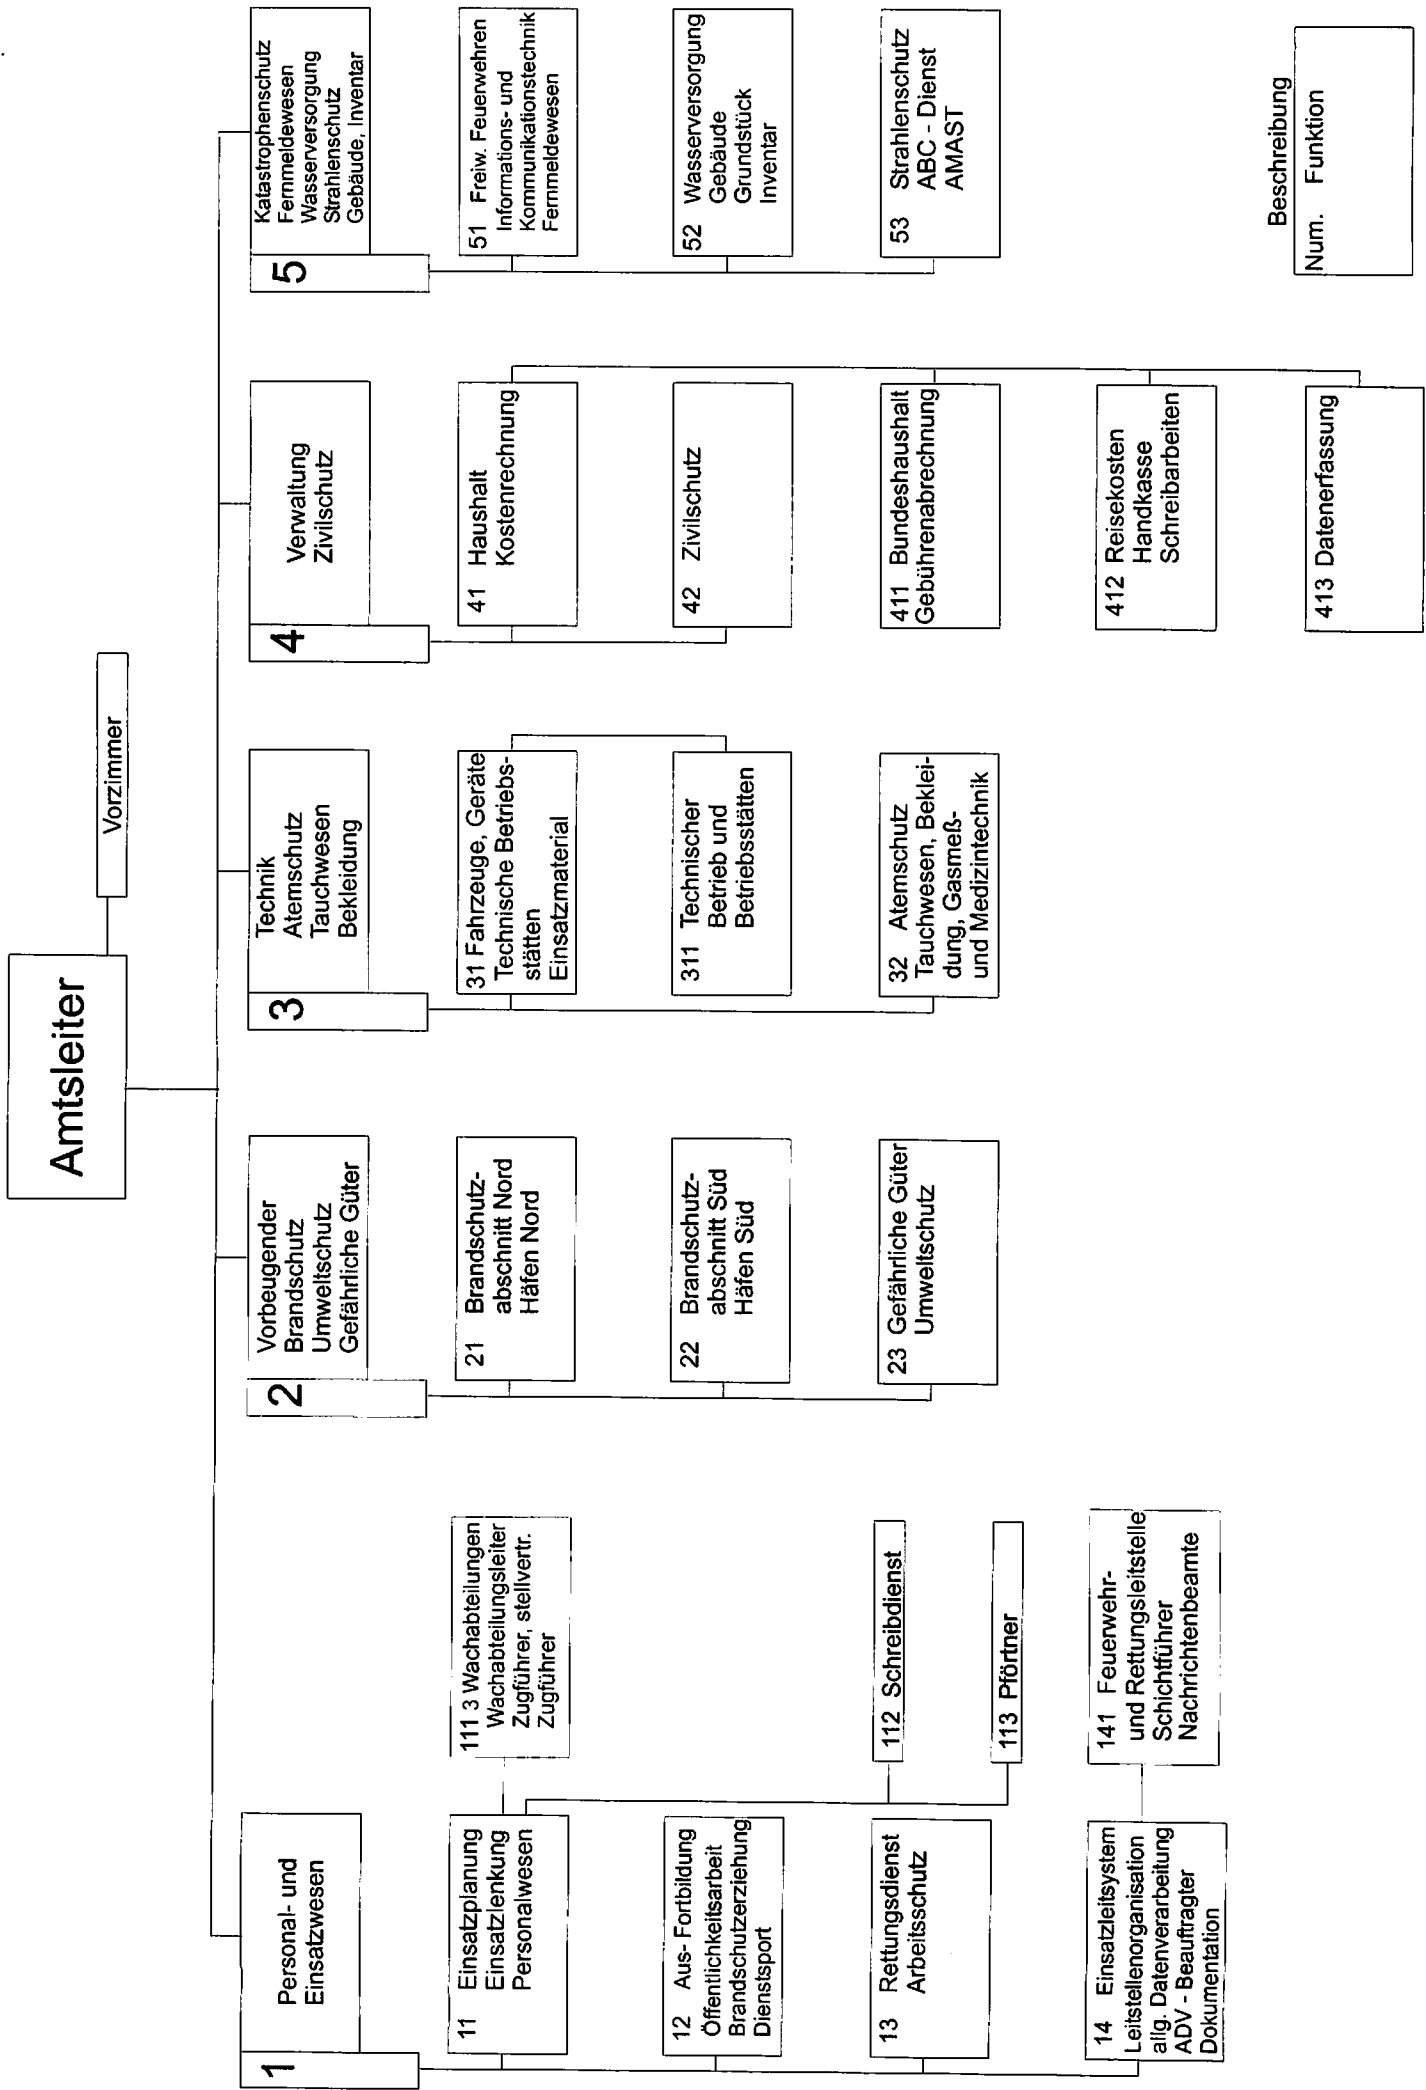 Amtsleiter
Vorzimmer
1
Personal- und
Einsatzwesen
11 Einsatzplanung
Einsatzlenkung
Personalwesen
111 3 Wachabteilungen
Wachabteilungsleiter
Zugführer, stellvertr.
Zugführer
112 Schreibdienst
113 Pförtner
12 Aus- Fortbildung
Öffentlichkeitsarbeit
Brandschutzerziehung
Dienstsport
13 Rettungsdienst
Arbeitsschutz
14 Einsatzleitsystem
Leitstellenorganisation
allg. Datenverarbeitung
ADV - Beauftragter
Dokumentation
141 Feuerwehr-
und Rettungsleitstelle
Schichtführer
Nachrichtenbeamte
2
Vorbeugender
Brandschutz
Umweltschutz
Gefährliche Güter
21 Brandschutz-
abschnitt Nord
Häfen Nord
22 Brandschutz-
abschnitt Süd
Häfen Süd
23 Gefährliche Güter
Umweltschutz
3
Technik
Atemschutz
Tauchwesen
Bekleidung
31 Fahrzeuge, Geräte
Technische Betriebs-
stätten
Einsatzmaterial
311 Technischer
Betrieb und
Betriebsstätten
32 Atemschutz
Tauchwesen, Beklei-
dung, Gasmeß-
und Medizintechnik
4
Verwaltung
Zivilschutz
41 Haushalt
Kostenrechnung
42 Zivilschutz
411 Bundeshaushalt
Gebührenabrechnung
412 Reisekosten
Handkasse
Schreibarbeiten
413 Datenerfassung
5
Katastrophenschutz
Fernmeldewesen
Wasserversorgung
Strahlenschutz
Gebäude, Inventar
51 Freiw. Feuerwehren
Informations- und
Kommunikationstechnik
Fernmeldewesen
52 Wasserversorgung
Gebäude
Grundstück
Inventar
53 Strahlenschutz
ABC - Dienst
AMAST
Beschreibung
Num. Funktion